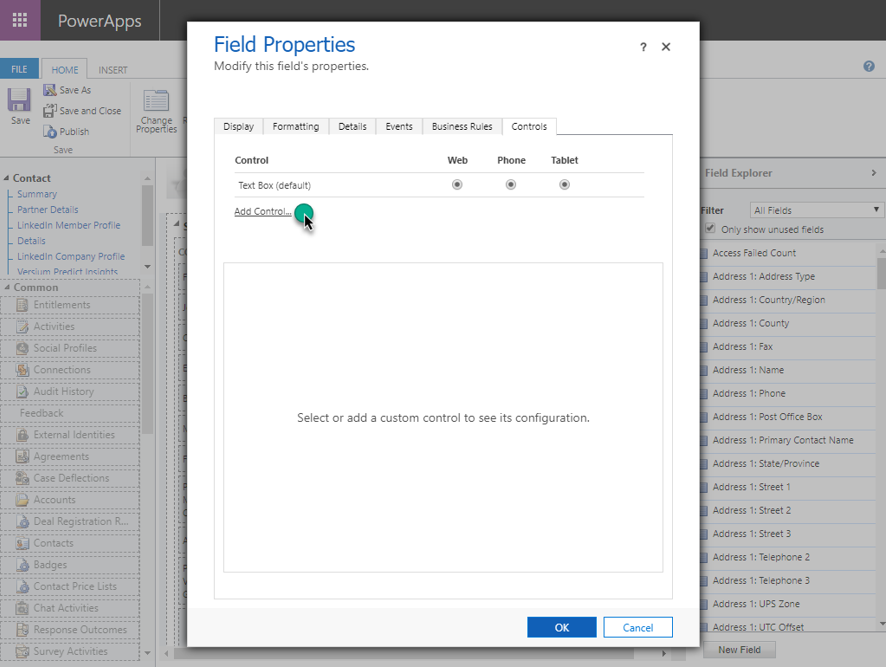 PowerApps
FILE
HOME
INSERT
Save
Save As
Save and Close
Publish
Save
Change
Properties
Contact
Summary
Partner Details
LinkedIn Member Profile
Details
LinkedIn Company Profile
Versium Predict Insights
Common
Entitlements
Activities
Social Profiles
Connections
Audit History
Feedback
External Identities
Agreements
Case Deflections
Accounts
Deal Registration R...
Contacts
Badges
Contact Price Lists
Chat Activities
Response Outcomes
Survey Activities
Field Properties
Modify this field's properties.
? ✕
Display Formatting Details Events Business Rules Controls
Control Web Phone Tablet
Text Box (default)
Add Control...
Select or add a custom control to see its configuration.
OK Cancel
?
Field Explorer
Filter All Fields
Only show unused fields
Access Failed Count
Address 1: Address Type
Address 1: Country/Region
Address 1: County
Address 1: Fax
Address 1: Name
Address 1: Phone
Address 1: Post Office Box
Address 1: Primary Contact Name
Address 1: State/Province
Address 1: Street 1
Address 1: Street 2
Address 1: Street 3
Address 1: Telephone 2
Address 1: Telephone 3
Address 1: UPS Zone
Address 1: UTC Offset
New Field